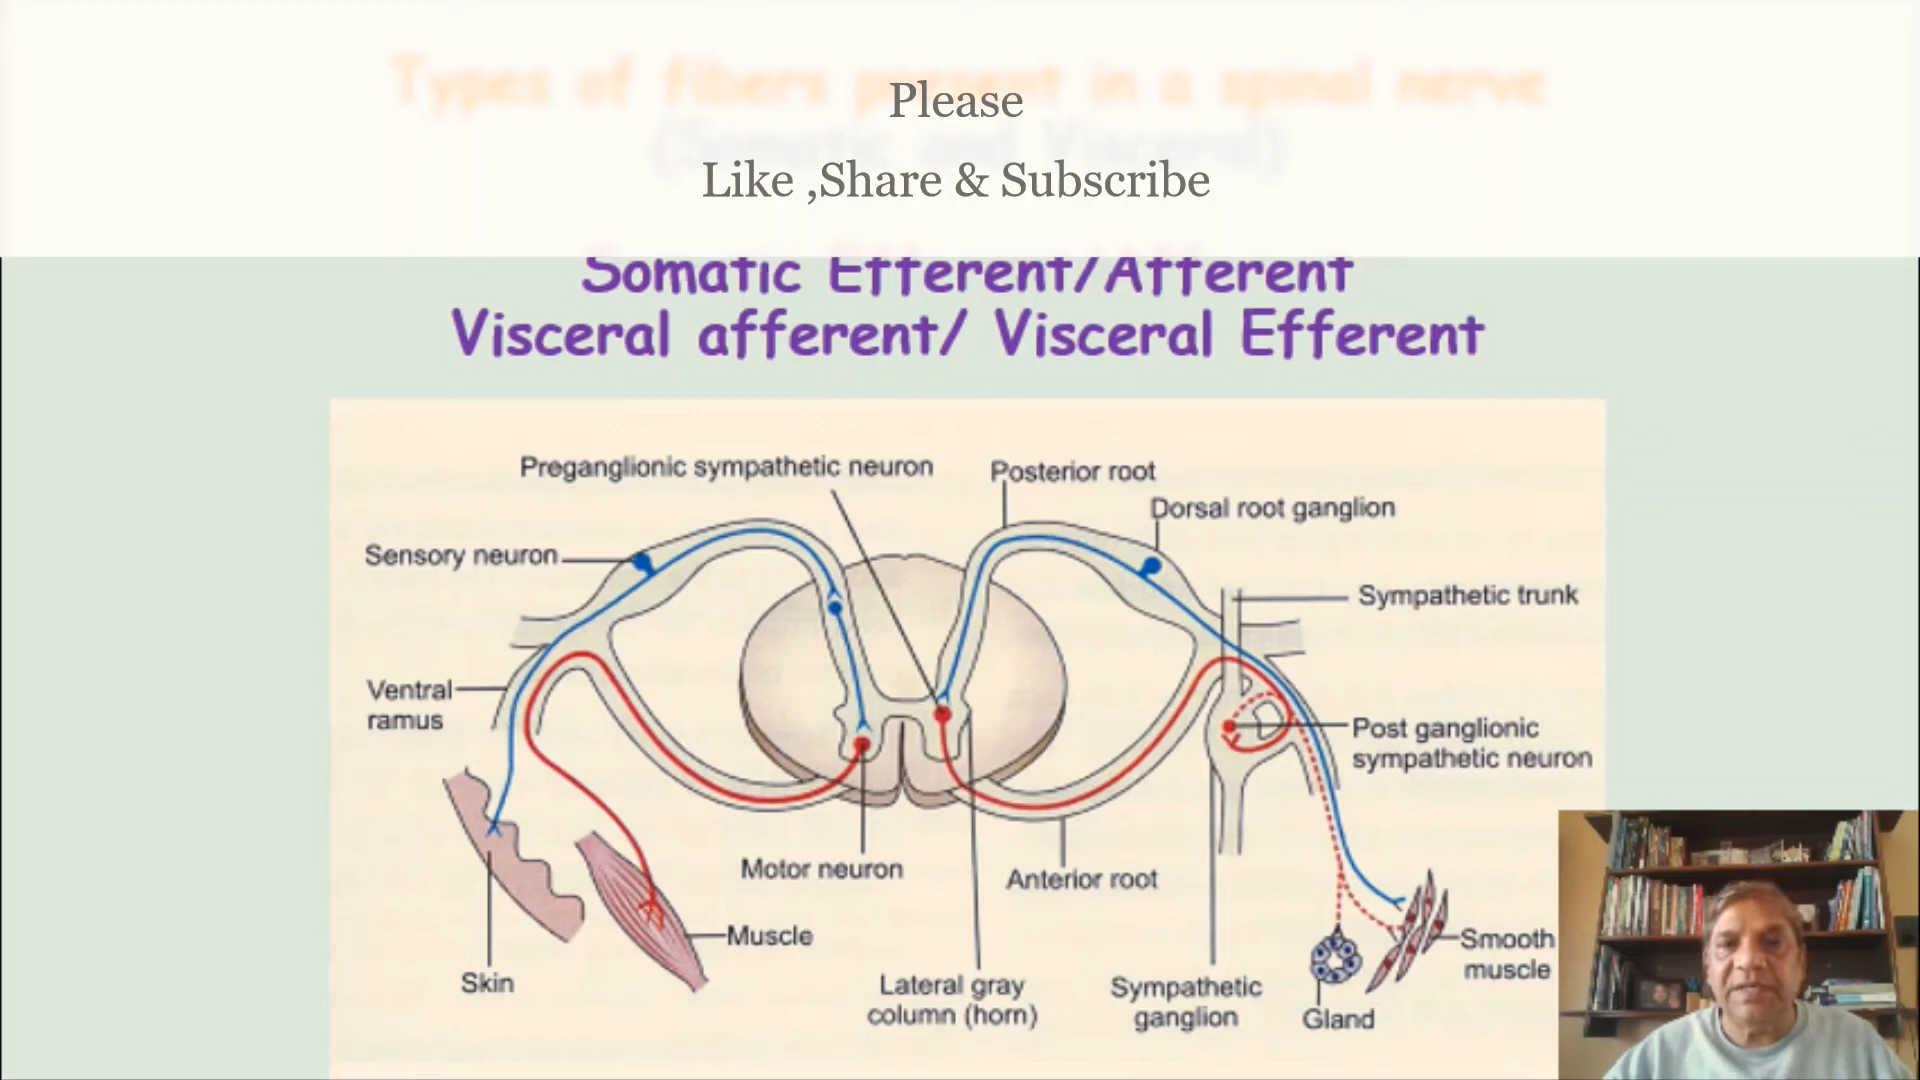 Types of fibers present in a spinal nerve
(Somatic and Visceral)
Please
Like ,Share & Subscribe
Somatic Efferent/Afferent
Visceral afferent/ Visceral Efferent
Preganglionic sympathetic neuron
Posterior root
Dorsal root ganglion
Sensory neuron
Sympathetic trunk
Ventral
ramus
Post ganglionic
sympathetic neuron
Motor neuron
Anterior root
Muscle
Smooth
muscle
Skin
Lateral gray
column (horn)
Sympathetic
ganglion
Gland